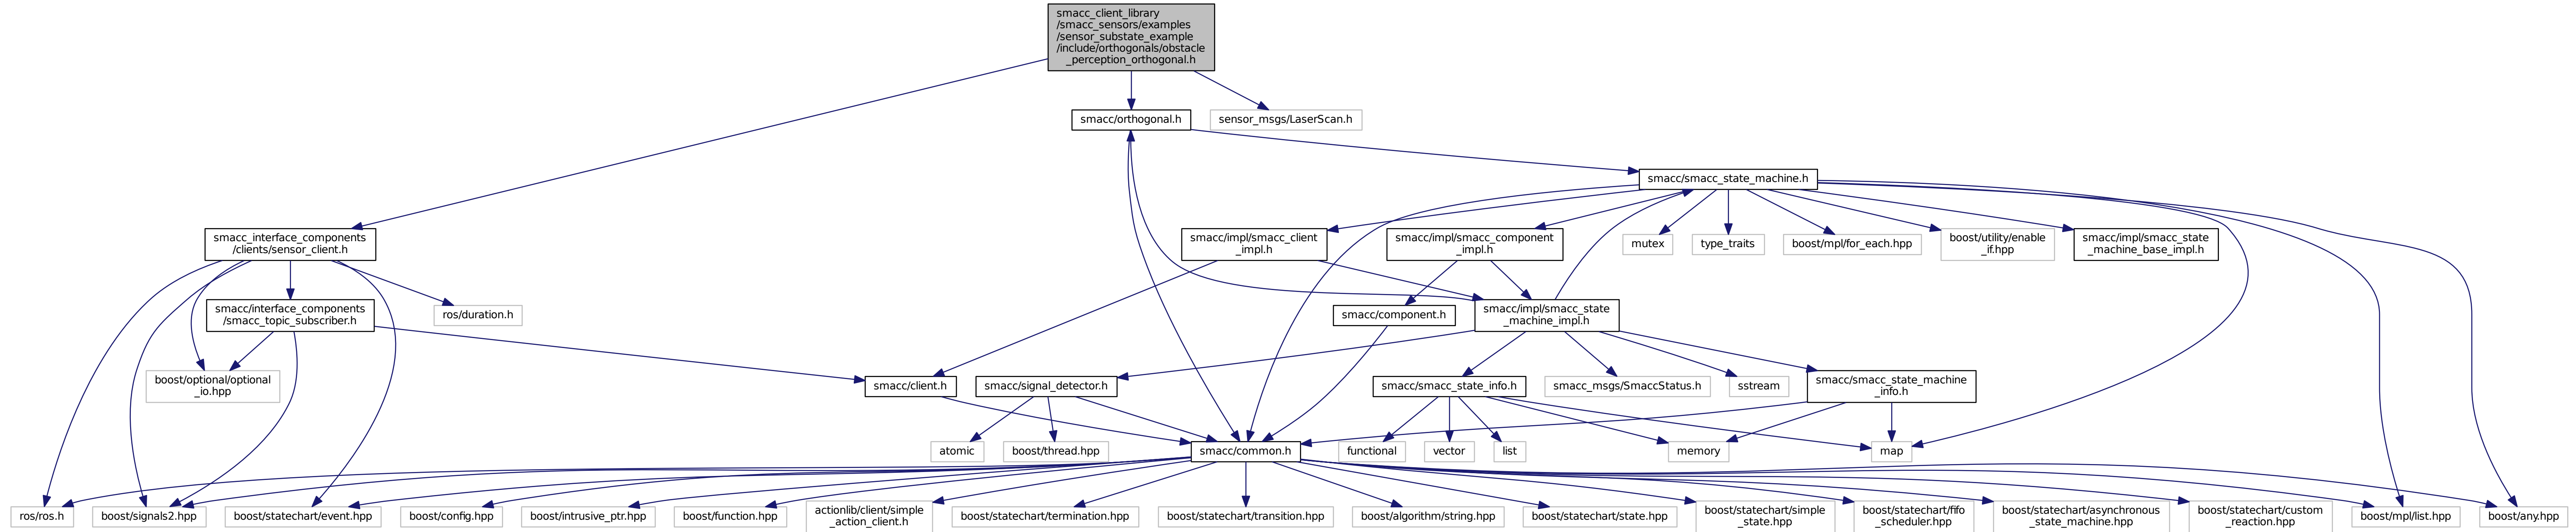 smacc_client_library
/smacc_sensors/examples
/sensor_substate_example
/include/orthogonals/obstacle
_perception_orthogonal.h
smacc/orthogonal.h
sensor_msgs/LaserScan.h
smacc/smacc_state_machine.h
smacc_interface_components
/clients/sensor_client.h
smacc/impl/smacc_client
_impl.h
smacc/impl/smacc_component
_impl.h
mutex
type_traits
boost/mpl/for_each.hpp
boost/utility/enable
_if.hpp
smacc/impl/smacc_state
_machine_base_impl.h
smacc/interface_components
/smacc_topic_subscriber.h
ros/duration.h
smacc/component.h
smacc/impl/smacc_state
_machine_impl.h
boost/optional/optional
_io.hpp
smacc/client.h
smacc/signal_detector.h
smacc/smacc_state_info.h
smacc_msgs/SmaccStatus.h
sstream
smacc/smacc_state_machine
_info.h
atomic
boost/thread.hpp
smacc/common.h
functional
vector
list
memory
map
ros/ros.h
boost/signals2.hpp
boost/statechart/event.hpp
boost/config.hpp
boost/intrusive_ptr.hpp
boost/function.hpp
actionlib/client/simple
_action_client.h
boost/statechart/termination.hpp
boost/statechart/transition.hpp
boost/algorithm/string.hpp
boost/statechart/state.hpp
boost/statechart/simple
_state.hpp
boost/statechart/fifo
_scheduler.hpp
boost/statechart/asynchronous
_state_machine.hpp
boost/statechart/custom
_reaction.hpp
boost/mpl/list.hpp
boost/any.hpp